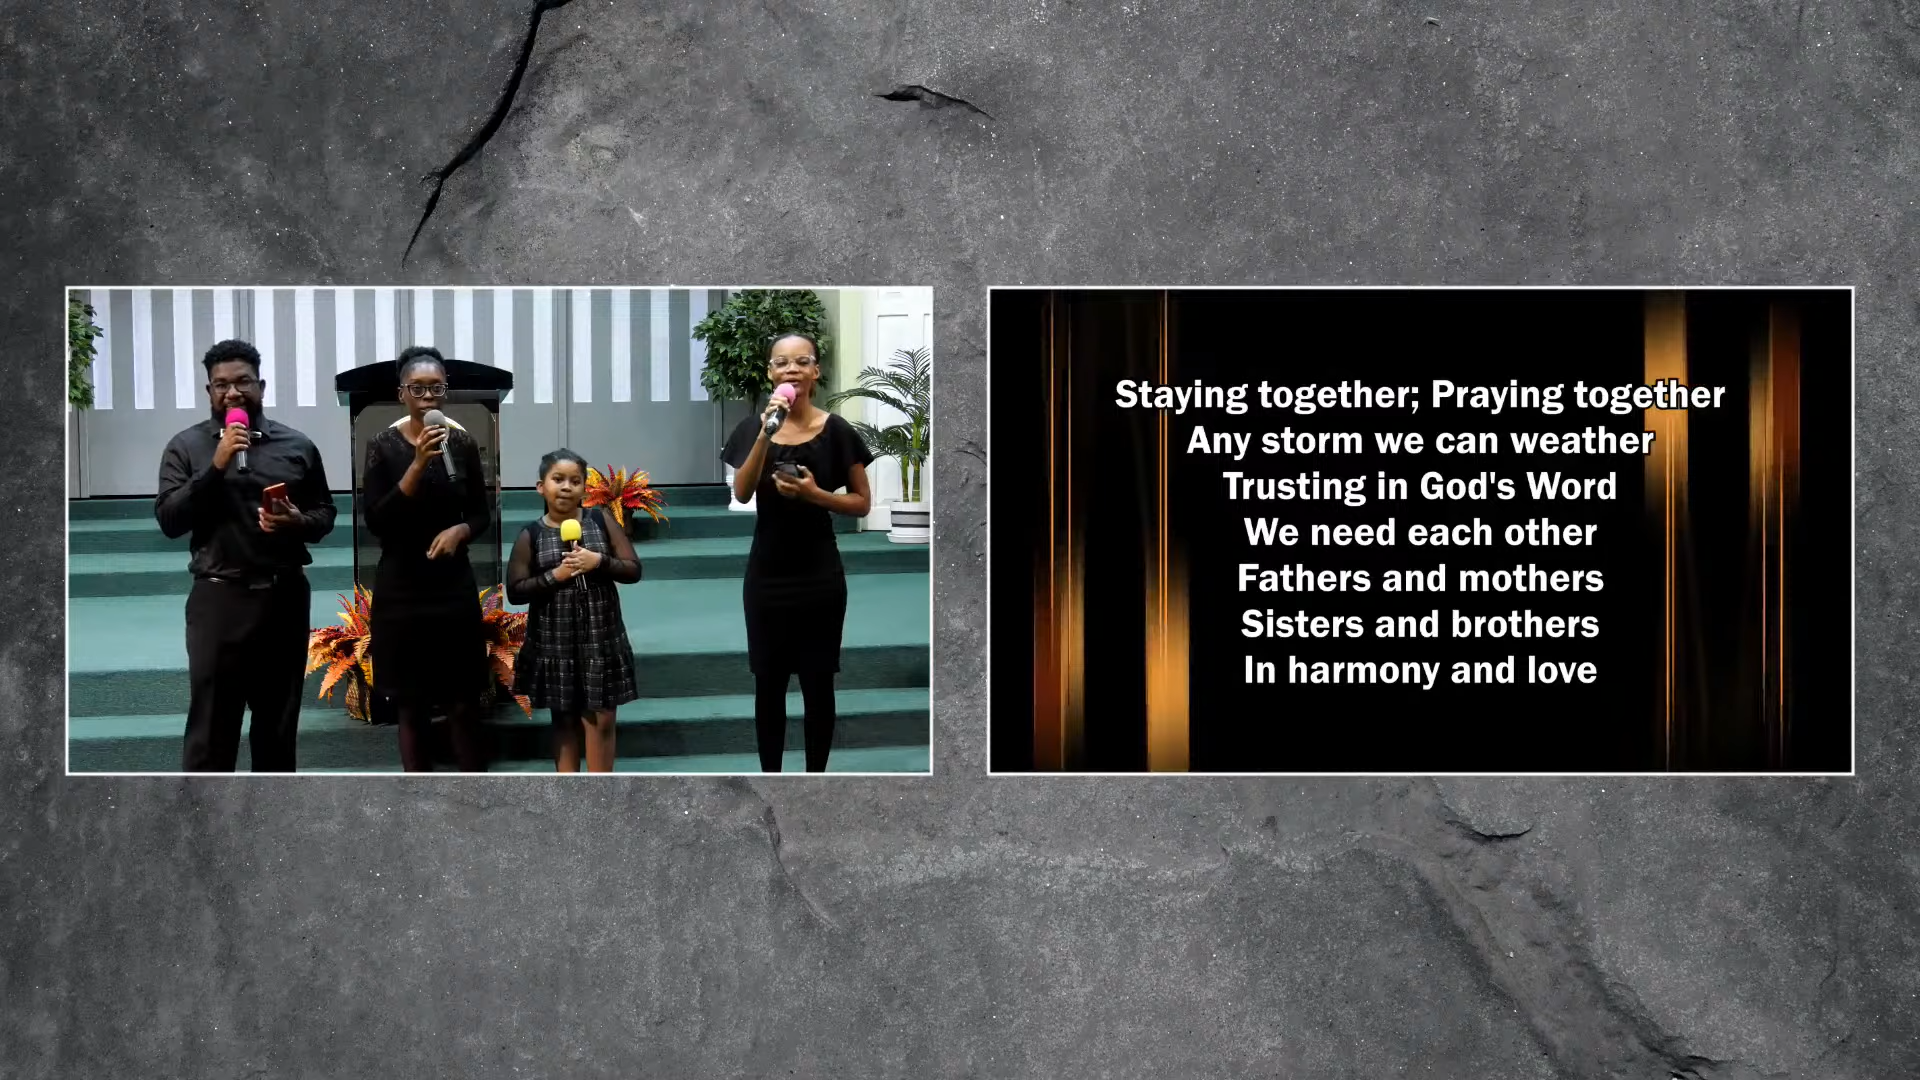 Staying together; Praying together
Any storm we can weather
Trusting in God's Word
We need each other
Fathers and mothers
Sisters and brothers
In harmony and love